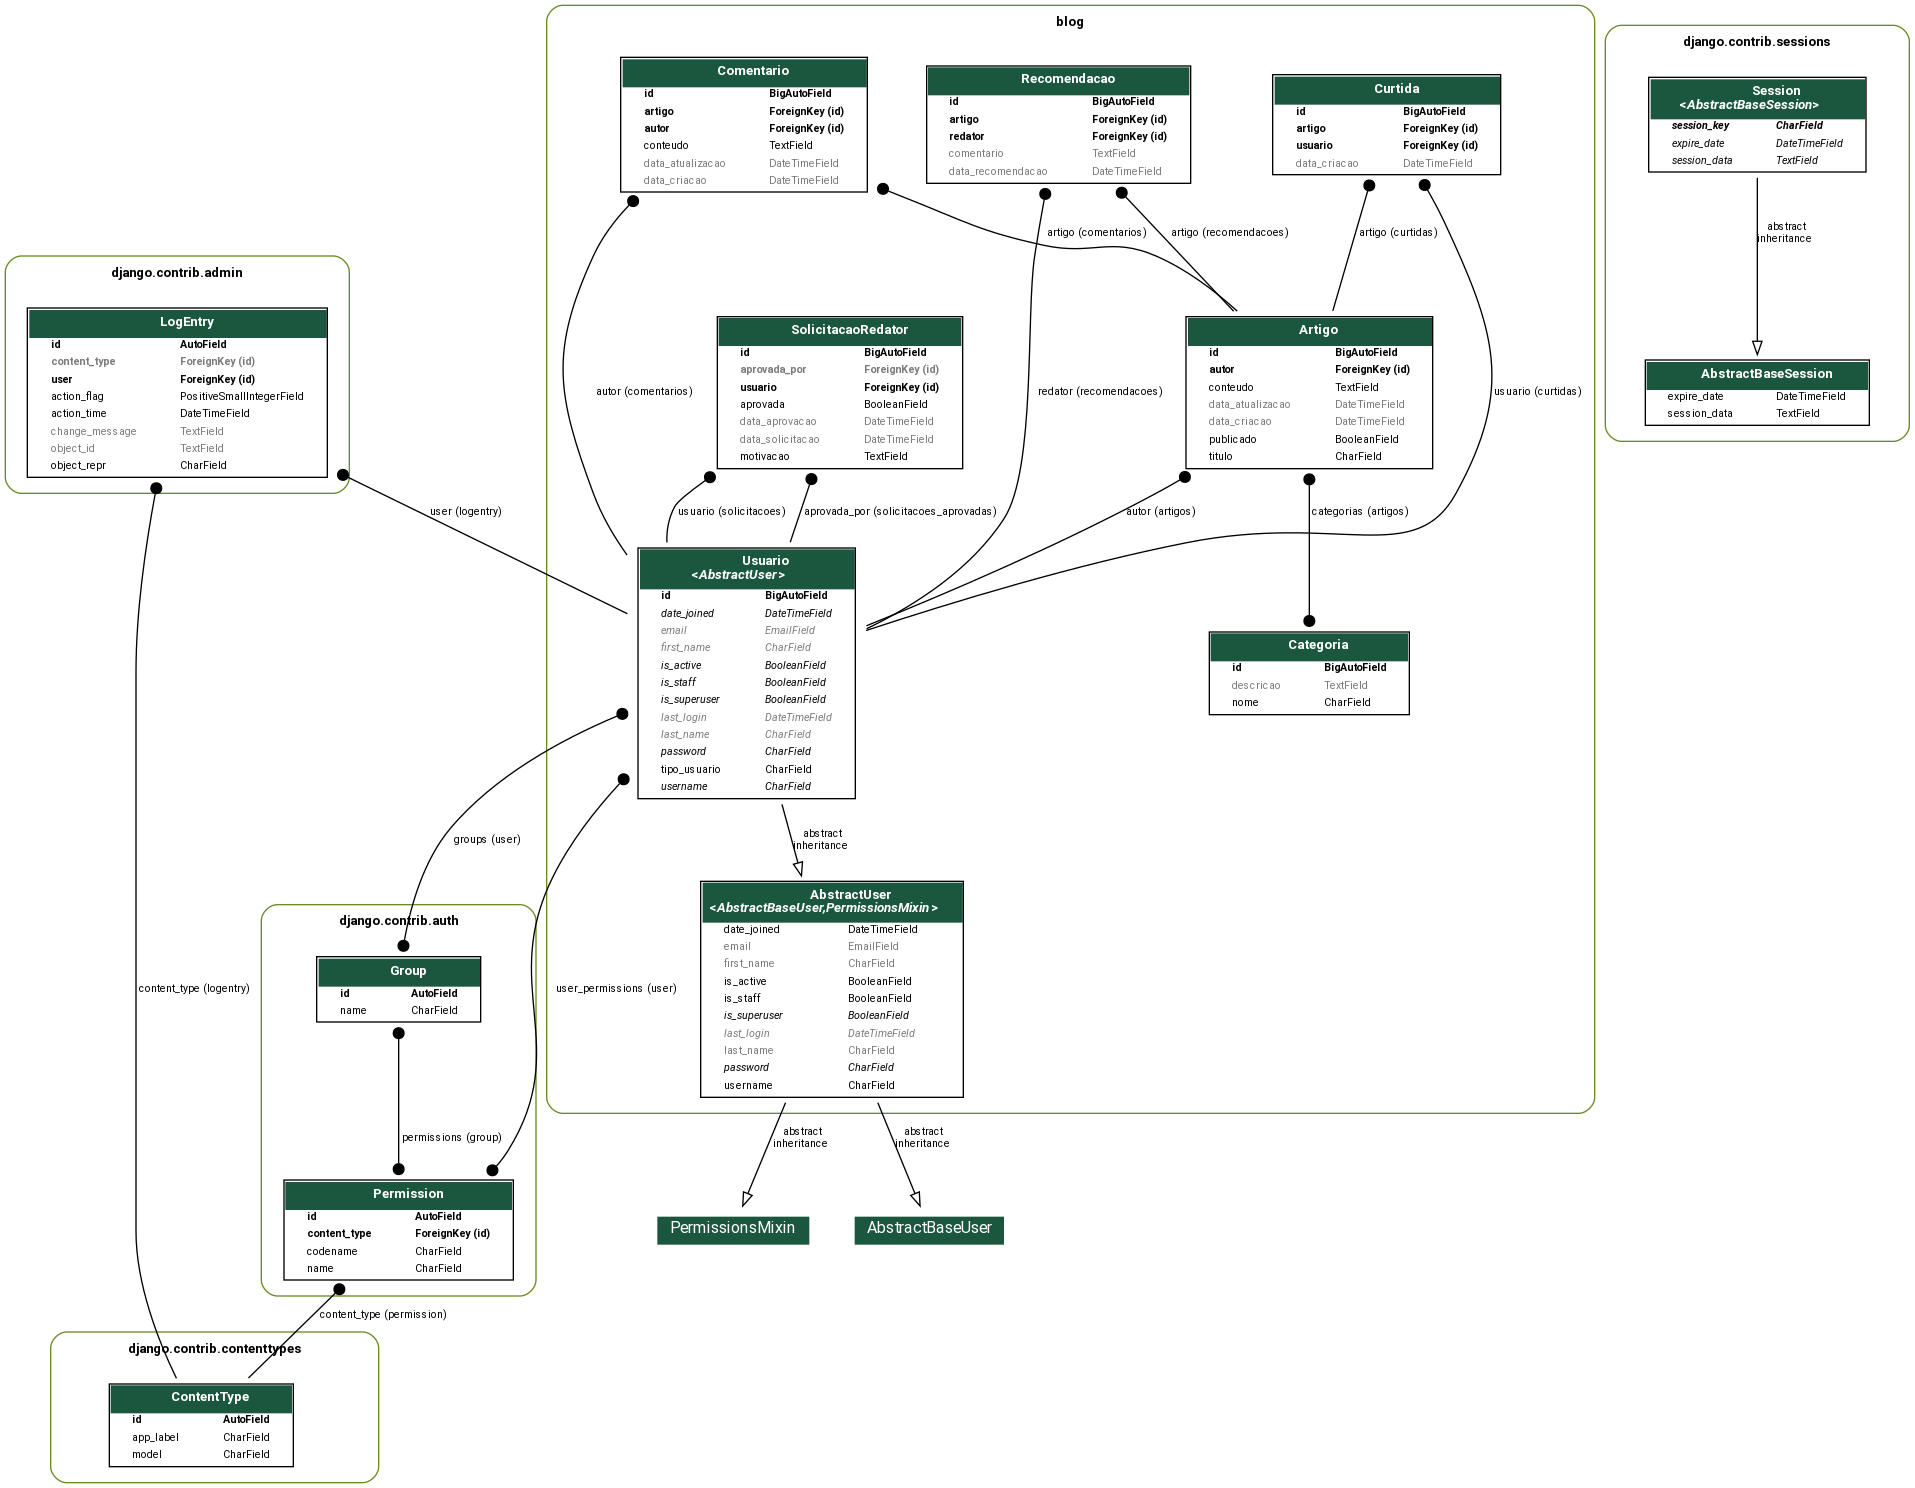 blog
Comentario
id BigAutoField
artigo ForeignKey (id)
autor ForeignKey (id)
conteudo TextField
data_atualizacao DateTimeField
data_criacao DateTimeField
Recomendacao
id BigAutoField
artigo ForeignKey (id)
redator ForeignKey (id)
comentario TextField
data_recomendacao DateTimeField
Curtida
id BigAutoField
artigo ForeignKey (id)
usuario ForeignKey (id)
data_criacao DateTimeField
django.contrib.sessions
Session
<AbstractBaseSession>
session_key CharField
expire_date DateTimeField
session_data TextField
abstract
inheritance
AbstractBaseSession
expire_date DateTimeField
session_data TextField
artigo (comentarios)
artigo (recomendacoes)
artigo (curtidas)
django.contrib.admin
LogEntry
id AutoField
content_type ForeignKey (id)
user ForeignKey (id)
action_flag PositiveSmallIntegerField
action_time DateTimeField
change_message TextField
object_id TextField
object_repr CharField
autor (comentarios)
SolicitacaoRedator
id BigAutoField
aprovada_por ForeignKey (id)
usuario ForeignKey (id)
aprovada BooleanField
data_aprovacao DateTimeField
data_solicitacao DateTimeField
motivacao TextField
redator (recomendacoes)
Artigo
id BigAutoField
autor ForeignKey (id)
conteudo TextField
data_atualizacao DateTimeField
data_criacao DateTimeField
publicado BooleanField
titulo CharField
usuario (curtidas)
user (logentry)
usuario (solicitacoes)
aprovada_por (solicitacoes_aprovadas)
autor (artigos)
categorias (artigos)
Usuario
<AbstractUser>
id BigAutoField
date_joined DateTimeField
email EmailField
first_name CharField
is_active BooleanField
is_staff BooleanField
is_superuser BooleanField
last_login DateTimeField
last_name CharField
password CharField
tipo_usuario CharField
username CharField
Categoria
id BigAutoField
descricao TextField
nome CharField
groups (user)
abstract
inheritance
AbstractUser
<AbstractBaseUser,PermissionsMixin>
date_joined DateTimeField
email EmailField
first_name CharField
is_active BooleanField
is_staff BooleanField
is_superuser BooleanField
last_login DateTimeField
last_name CharField
password CharField
username CharField
django.contrib.auth
Group
id AutoField
name CharField
content_type (logentry)
user_permissions (user)
permissions (group)
abstract
inheritance
abstract
inheritance
Permission
id AutoField
content_type ForeignKey (id)
codename CharField
name CharField
PermissionsMixin
AbstractBaseUser
content_type (permission)
django.contrib.contenttypes
ContentType
id AutoField
app_label CharField
model CharField